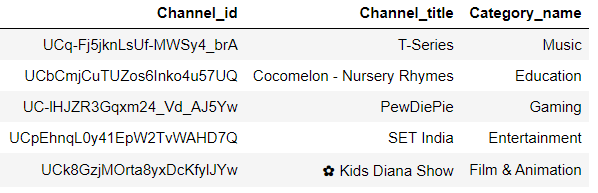 Channel_id Channel_title Category_name
UCq-Fj5jknLsUf-MWSy4_brA T-Series Music
UCbCmjCuTUZos6Inko4u57UQ Cocomelon - Nursery Rhymes Education
UC-lHJZR3Gqxm24_Vd_AJ5Yw PewDiePie Gaming
UCpEhnqL0y41EpW2TvWAHD7Q SET India Entertainment
UCk8GzjMOrta8yxDcKfylJYw ✿ Kids Diana Show Film & Animation